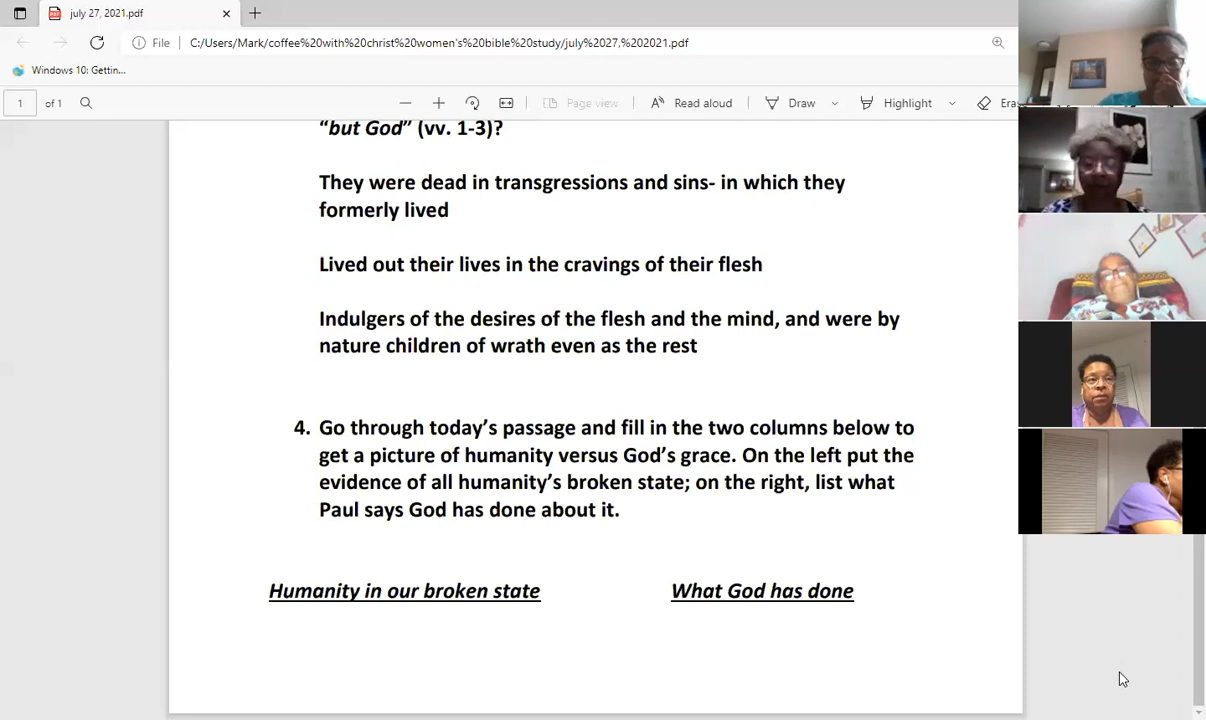 july 27, 2021.pdf
File C:/Users/Mark/coffee%20with%20christ%20women's%20bible%20study/july%2027,%202021.pdf
Windows 10: Gettin...
1 of 1 Page view Read aloud Draw Highlight Eras
“but God” (vv. 1-3)?
They were dead in transgressions and sins- in which they
formerly lived
Lived out their lives in the cravings of their flesh
Indulgers of the desires of the flesh and the mind, and were by
nature children of wrath even as the rest
4. Go through today’s passage and fill in the two columns below to
get a picture of humanity versus God’s grace. On the left put the
evidence of all humanity’s broken state; on the right, list what
Paul says God has done about it.
Humanity in our broken state What God has done